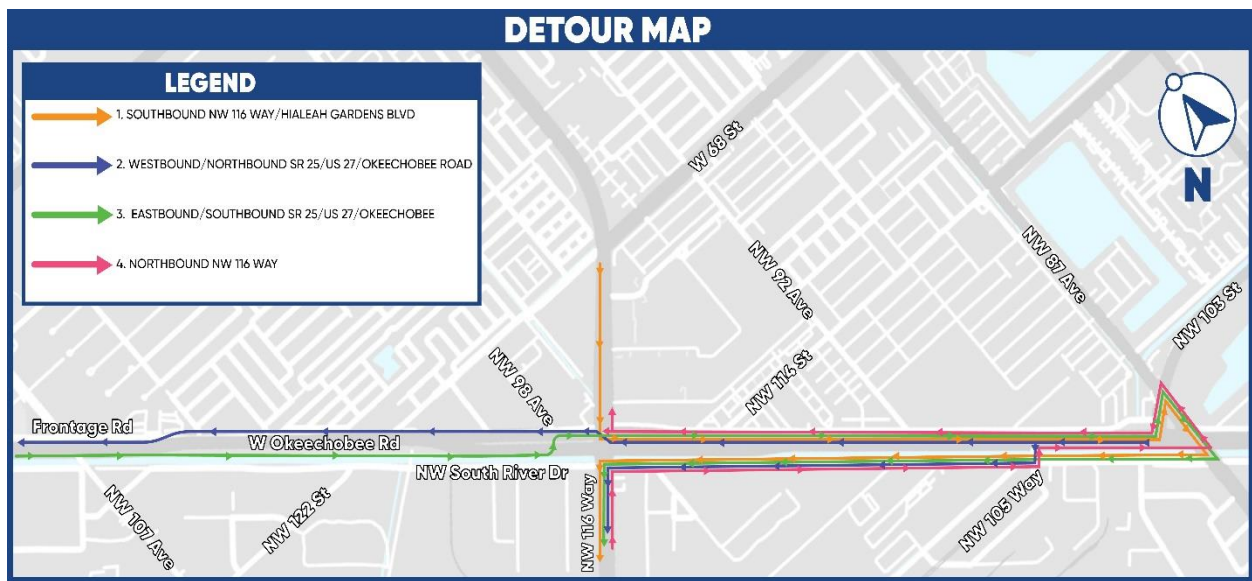 DETOUR MAP
LEGEND
1. SOUTHBOUND NW 116 WAY/HIALEAH GARDENS BLVD
2. WESTBOUND/NORTHBOUND SR 25/US 27/OKEECHOBEE ROAD
3. EASTBOUND/SOUTHBOUND SR 25/US 27/OKEECHOBEE
4. NORTHBOUND NW 116 WAY
N
W 68 St
NW 87 Ave
NW 92 Ave
NW 103 St
NW 98 Ave
NW 114 St
Frontage Rd
W Okeechobee Rd
NW South River Dr
NW 107 Ave
NW 122 St
NW 116 Way
NW 105 Way